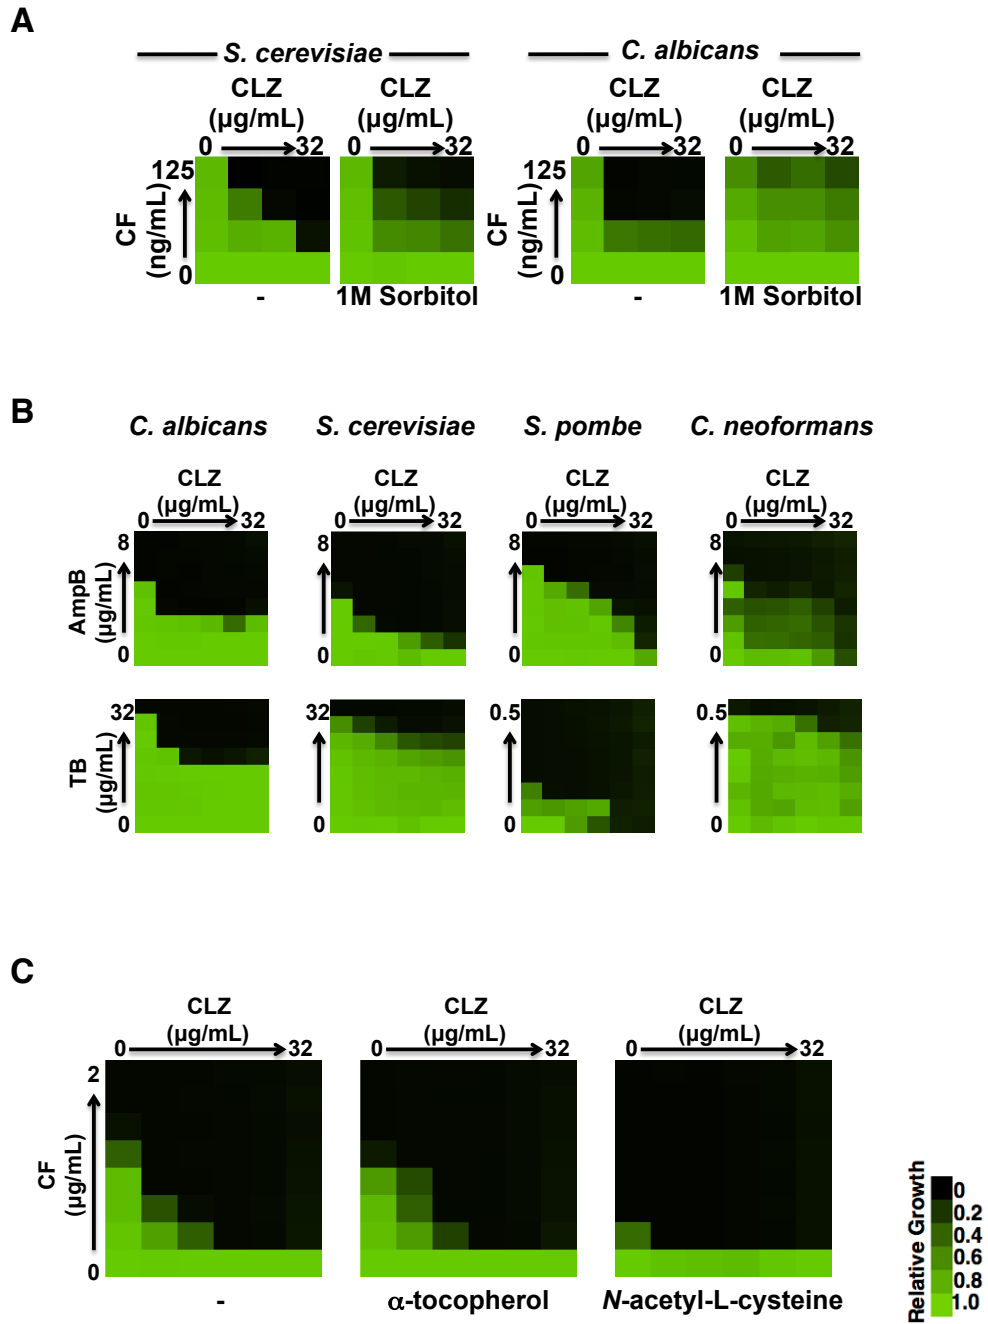 A
S. cerevisiae
C. albicans
CLZ
(µg/mL)
CLZ
(µg/mL)
CLZ
(µg/mL)
CLZ
(µg/mL)
0 32
0 32
0 32
0 32
125
CF
(ng/mL)
0
125
CF
(ng/mL)
0
-
1M Sorbitol
-
1M Sorbitol
B
C. albicans
S. cerevisiae
S. pombe
C. neoformans
CLZ
(µg/mL)
CLZ
(µg/mL)
CLZ
(µg/mL)
CLZ
(µg/mL)
0 32
0 32
0 32
0 32
AmpB
(µg/mL)
8
0
8
0
8
0
8
0
TB
(µg/mL)
32
0
32
0
0.5
0
0.5
0
C
CLZ
(µg/mL)
CLZ
(µg/mL)
CLZ
(µg/mL)
0 32
0 32
0 32
2
CF
(µg/mL)
0
-
α-tocopherol
N-acetyl-L-cysteine
Relative Growth
0
0.2
0.4
0.6
0.8
1.0